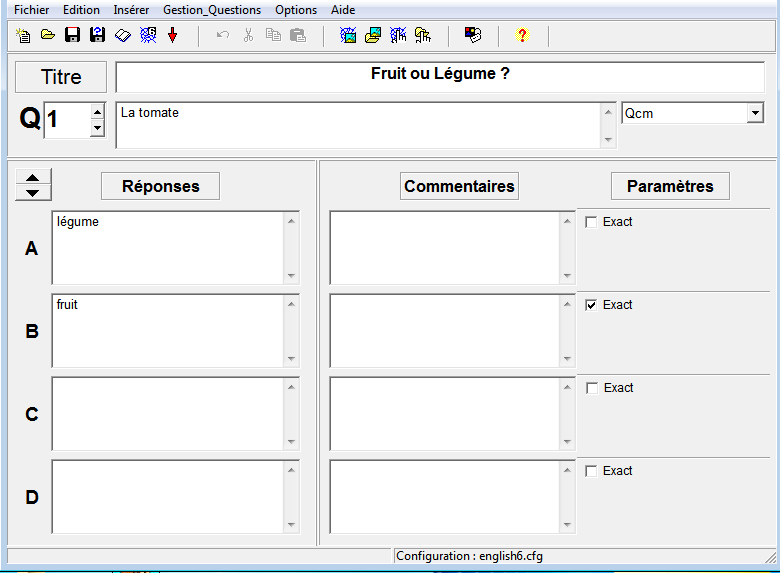 Fichier Edition Insérer Gestion_Questions Options Aide
Titre Fruit ou Légume ?
Q 1 La tomate Qcm
Réponses Commentaires Paramètres
A légume Exact
B fruit Exact
C Exact
D Exact
Configuration : english6.cfg